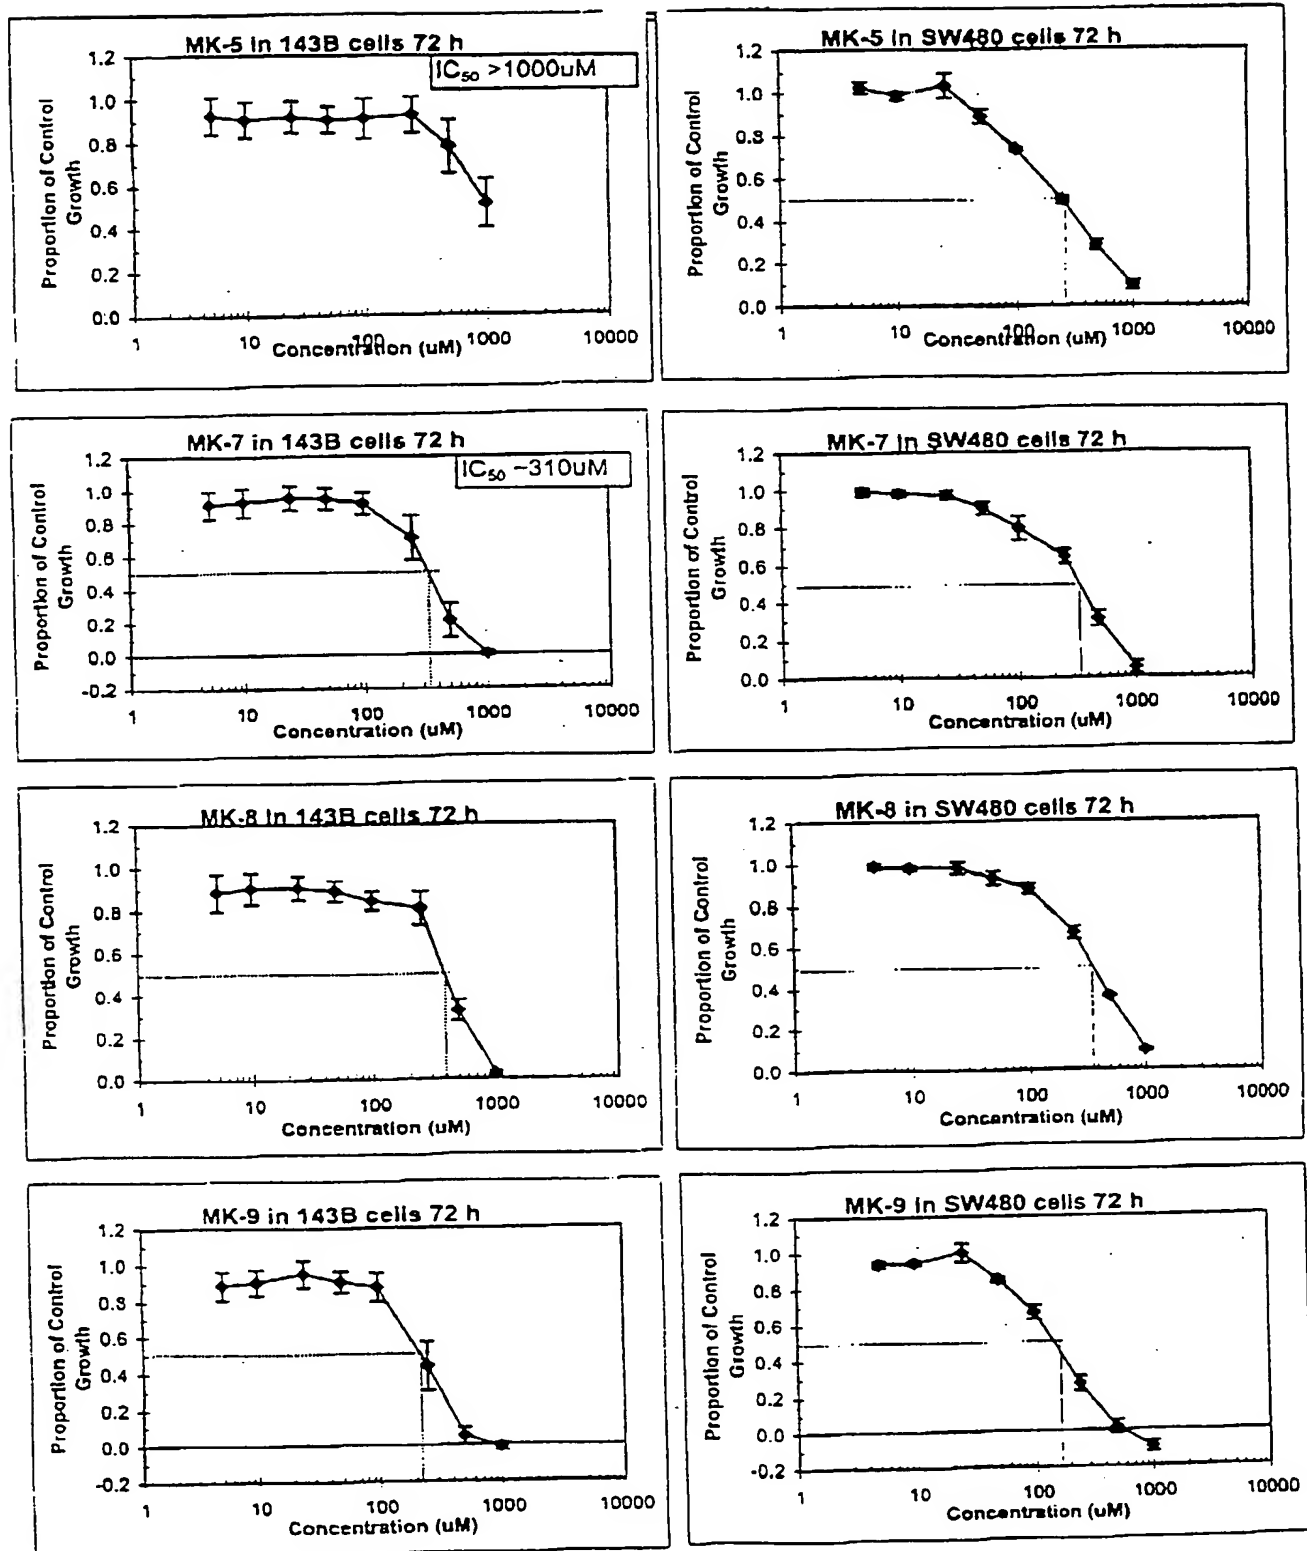 MK-5 in 143B cells 72 h
IC50 >1000uM
Proportion of Control
Growth
1.2
1.0
0.8
0.6
0.4
0.2
0.0
1 10 100 1000 10000
Concentration (uM)
MK-5 in SW480 cells 72 h
Proportion of Control
Growth
1.2
1.0
0.8
0.6
0.4
0.2
0.0
1 10 100 1000 10000
Concentration (uM)
MK-7 in 143B cells 72 h
IC50 ~310uM
Proportion of Control
Growth
1.2
1.0
0.8
0.6
0.4
0.2
0.0
-0.2
1 10 100 1000 10000
Concentration (uM)
MK-7 in SW480 cells 72 h
Proportion of Control
Growth
1.2
1.0
0.8
0.6
0.4
0.2
0.0
1 10 100 1000 10000
Concentration (uM)
MK-8 in 143B cells 72 h
Proportion of Control
Growth
1.2
1.0
0.8
0.6
0.4
0.2
0.0
1 10 100 1000 10000
Concentration (uM)
MK-8 in SW480 cells 72 h
Proportion of Control
Growth
1.2
1.0
0.8
0.6
0.4
0.2
0.0
1 10 100 1000 10000
Concentration (uM)
MK-9 in 143B cells 72 h
Proportion of Control
Growth
1.2
1.0
0.8
0.6
0.4
0.2
0.0
-0.2
1 10 100 1000 10000
Concentration (uM)
MK-9 in SW480 cells 72 h
Proportion of Control
Growth
1.2
1.0
0.8
0.6
0.4
0.2
0.0
-0.2
1 10 100 1000 10000
Concentration (uM)